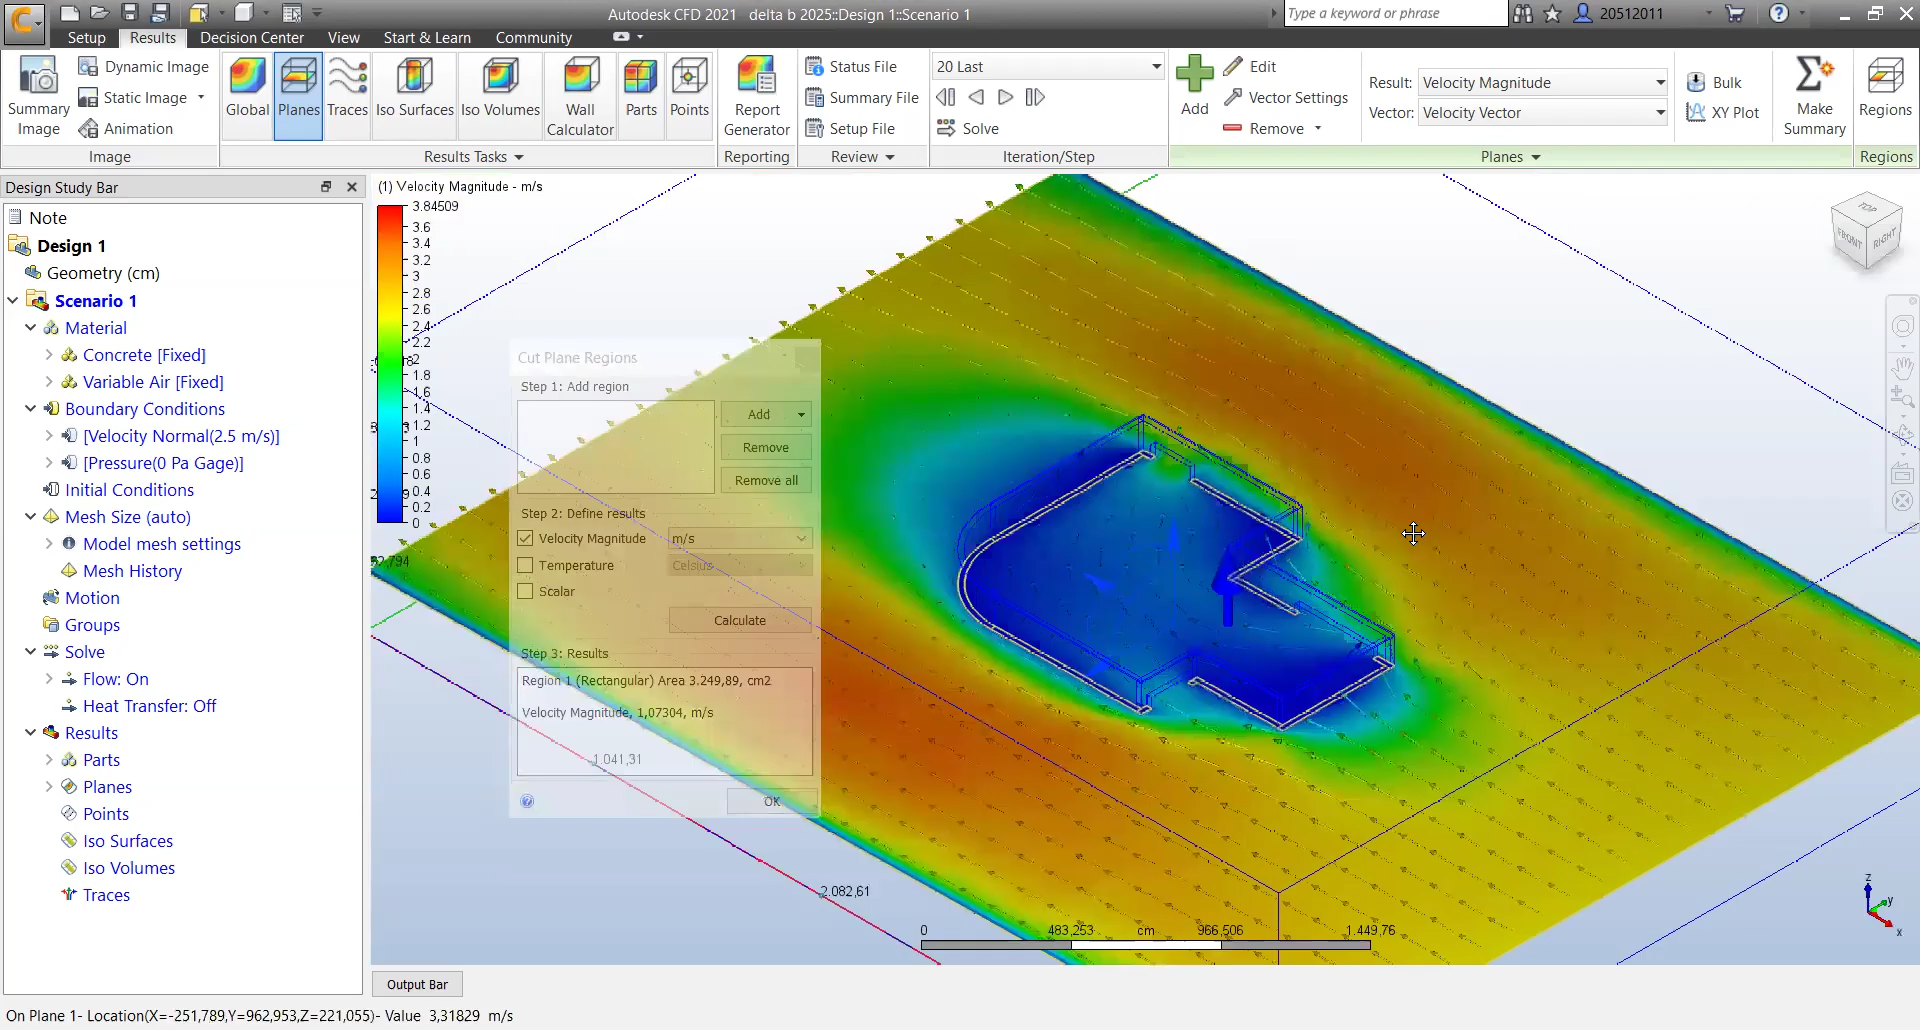 Autodesk CFD 2021 delta b 2025::Design 1::Scenario 1
Type a keyword or phrase
20512011
Setup
Results
Decision Center
View
Start & Learn
Community
Summary Image
Dynamic Image
Static Image
Animation
Image
Global
Planes
Traces
Iso Surfaces
Iso Volumes
Wall Calculator
Parts
Points
Results Tasks
Report Generator
Reporting
Status File
Summary File
Setup File
Review
20 Last
Solve
Iteration/Step
Add
Edit
Vector Settings
Remove
Result: Velocity Magnitude
Vector: Velocity Vector
Planes
Bulk
XY Plot
Make Summary
Regions
Regions
Design Study Bar
Note
Design 1
Geometry (cm)
Scenario 1
Material
Concrete [Fixed]
Variable Air [Fixed]
Boundary Conditions
[Velocity Normal(2.5 m/s)]
[Pressure(0 Pa Gage)]
Initial Conditions
Mesh Size (auto)
Model mesh settings
Mesh History
Motion
Groups
Solve
Flow: On
Heat Transfer: Off
Results
Parts
Planes
Points
Iso Surfaces
Iso Volumes
Traces
(1) Velocity Magnitude - m/s
3.84509
3.6
3.4
3.2
3
2.8
2.6
2.4
2.2
2
1.8
1.6
1.4
1.2
1
0.8
0.6
0.4
0.2
0
Cut Plane Regions
Step 1: Add region
Add
Remove
Remove all
Step 2: Define results
Velocity Magnitude
m/s
Temperature
Celsius
Scalar
Calculate
Step 3: Results
Region 1 (Rectangular) Area 3.249,89, cm2
Velocity Magnitude, 1,07304, m/s
-1.041,31
OK
2.082,61
0
483,253
cm
966,506
1.449,76
TOP
FRONT
RIGHT
z
y
x
Output Bar
On Plane 1- Location(X=-251,789,Y=962,953,Z=221,055)- Value 3,31829 m/s